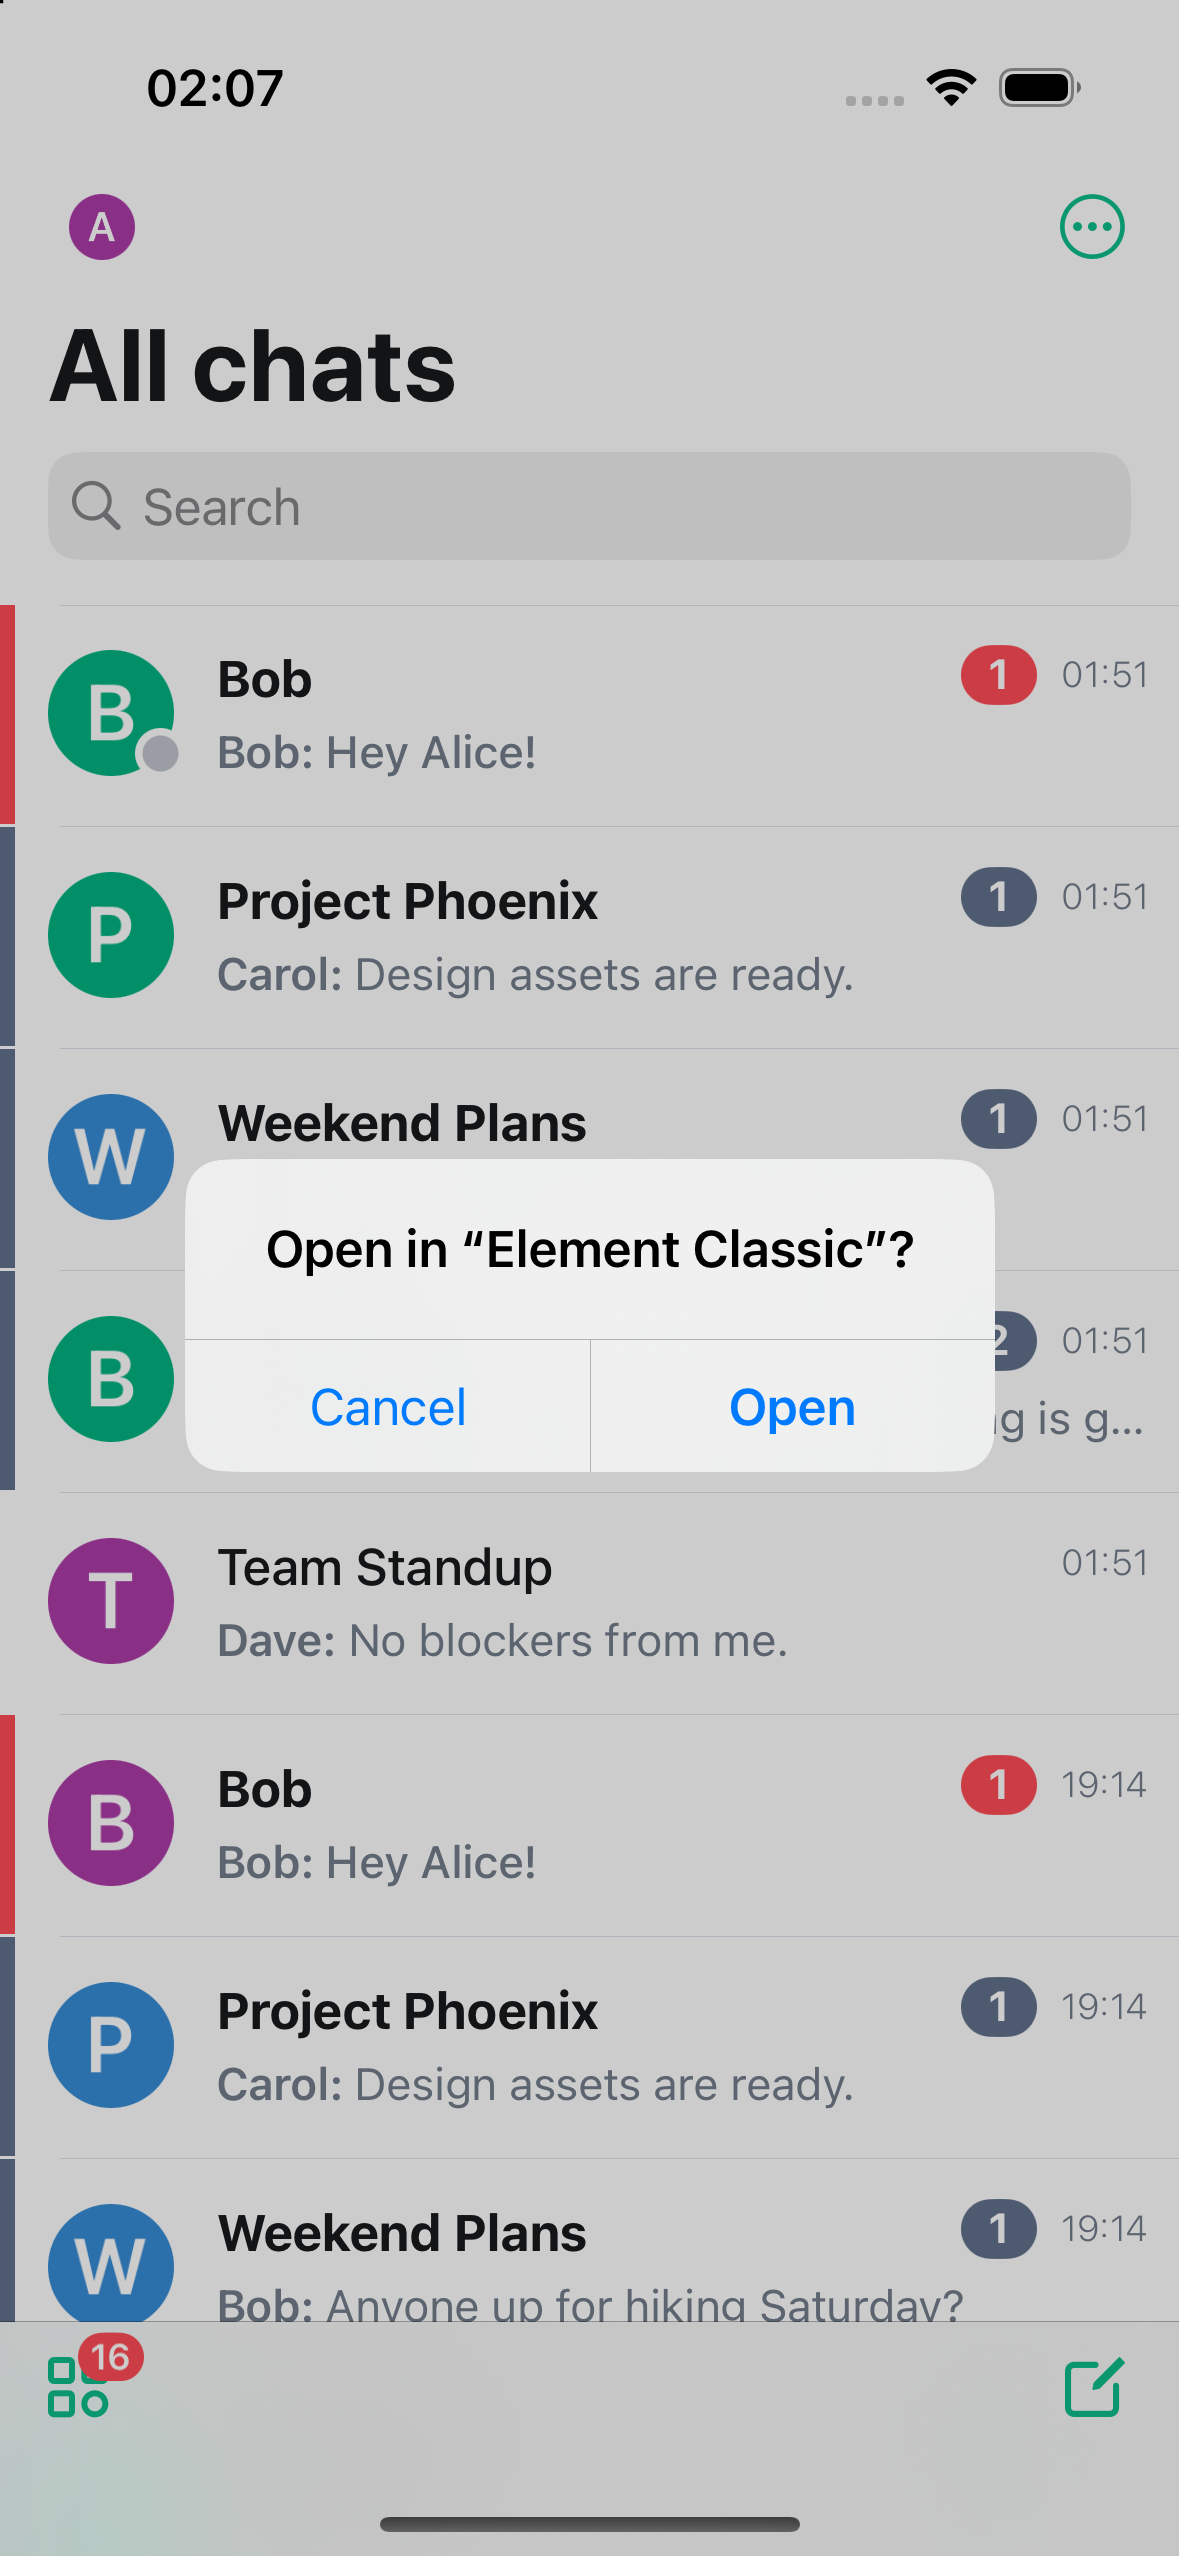 02:07
A
All chats
Search
B
Bob
1
01:51
Bob: Hey Alice!
P
Project Phoenix
1
01:51
Carol: Design assets are ready.
W
Weekend Plans
1
01:51
Open in “Element Classic”?
Cancel
Open
B
2
01:51
g is g...
T
Team Standup
01:51
Dave: No blockers from me.
B
Bob
1
19:14
Bob: Hey Alice!
P
Project Phoenix
1
19:14
Carol: Design assets are ready.
W
Weekend Plans
1
19:14
Bob: Anyone up for hiking Saturday?
16